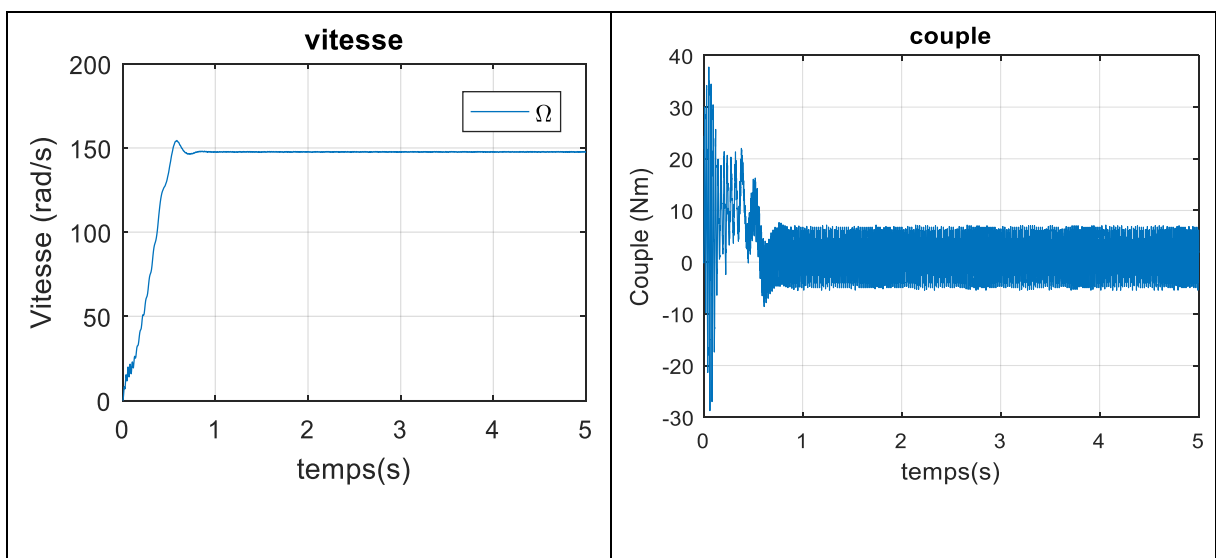 vitesse
200
150
100
50
0
Vitesse (rad/s)
Ω
0 1 2 3 4 5
temps(s)
couple
40
30
20
10
0
-10
-20
-30
Couple (Nm)
0 1 2 3 4 5
temps(s)